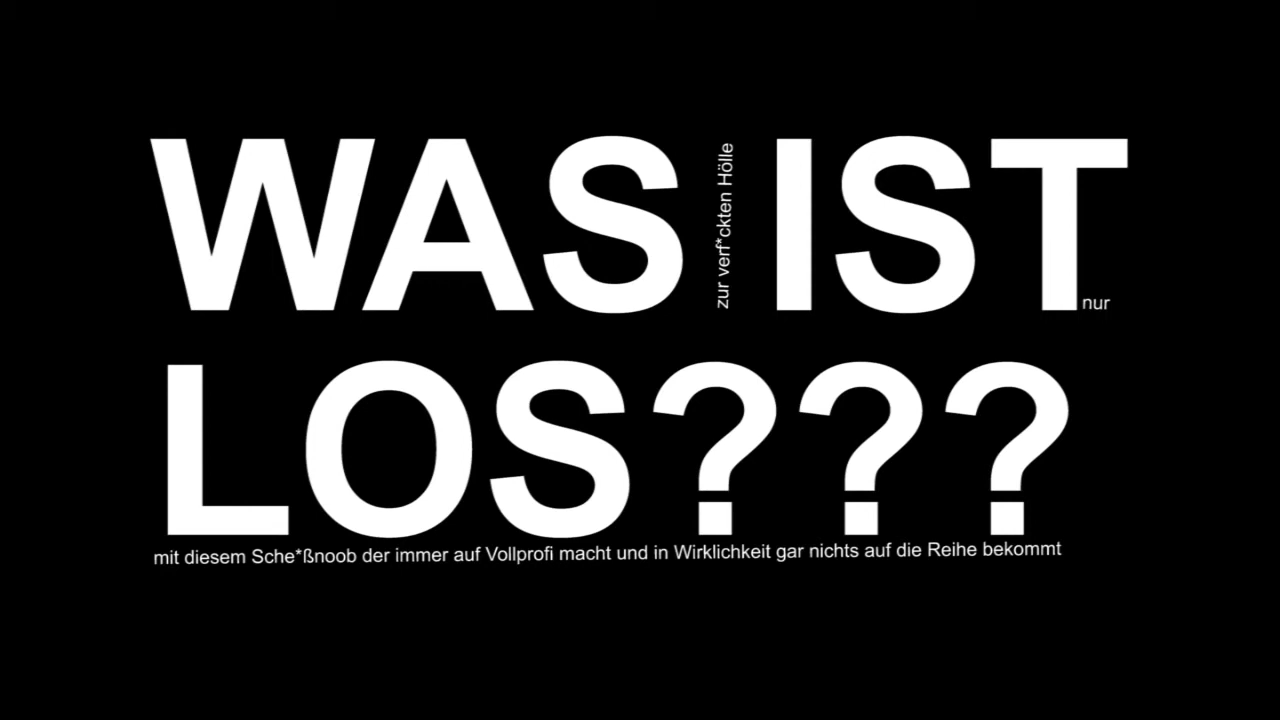 WAS zur verf*ckten Hölle IST nur
LOS???
mit diesem Sche*ßnoob der immer auf Vollprofi macht und in Wirklichkeit gar nichts auf die Reihe bekommt